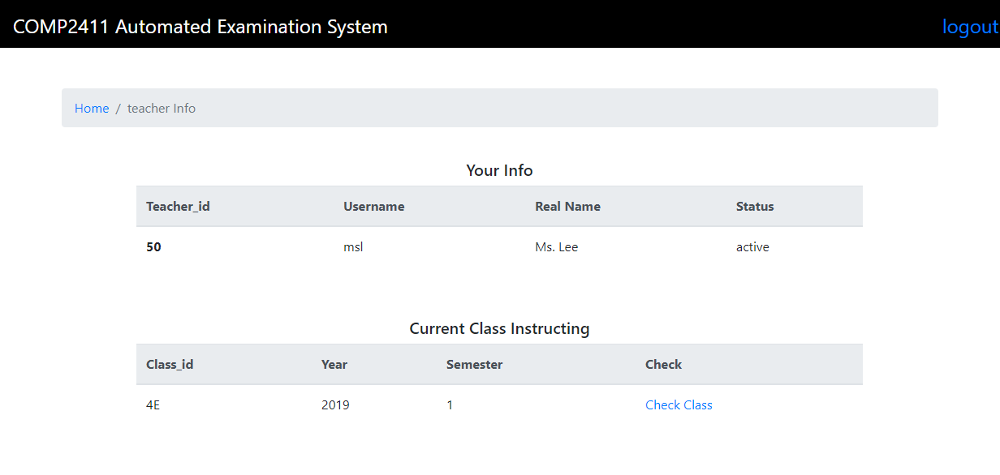 COMP2411 Automated Examination System logout
Home / teacher Info
Your Info
Teacher_id Username Real Name Status
50 msl Ms. Lee active
Current Class Instructing
Class_id Year Semester Check
4E 2019 1 Check Class